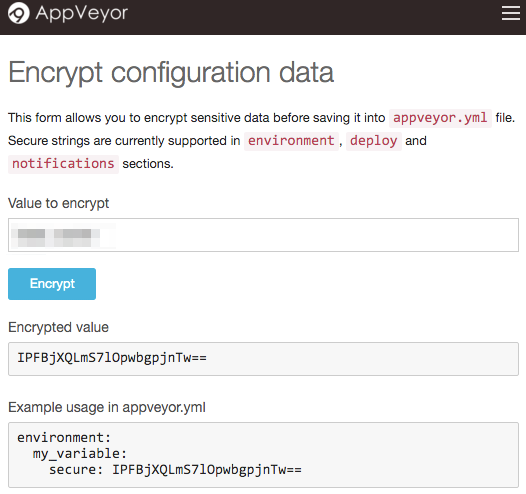 AppVeyor
Encrypt configuration data
This form allows you to encrypt sensitive data before saving it into appveyor.yml file.
Secure strings are currently supported in environment, deploy and
notifications sections.
Value to encrypt
Encrypt
Encrypted value
IPFBjXQLmS7lOpwbgpjnTw==
Example usage in appveyor.yml
environment:
  my_variable:
    secure: IPFBjXQLmS7lOpwbgpjnTw==